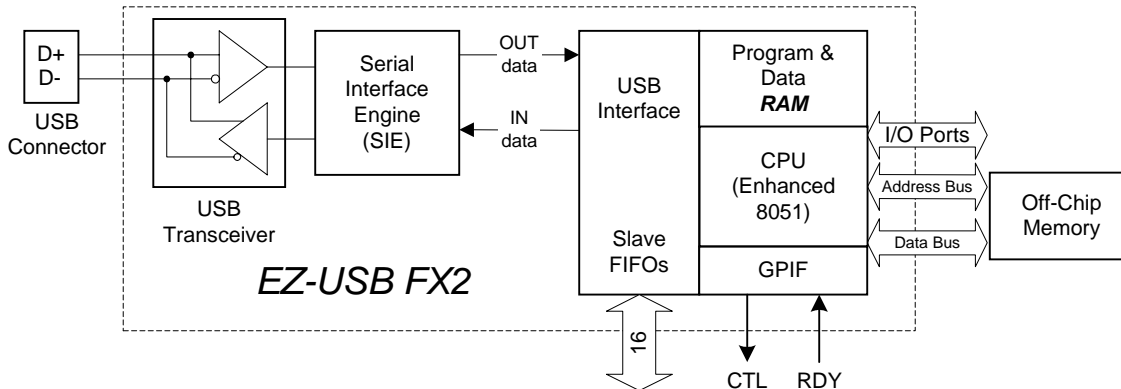 D+
D-
USB
Connector
USB
Transceiver
Serial
Interface
Engine
(SIE)
OUT
data
IN
data
USB
Interface
Slave
FIFOs
Program &
Data
RAM
CPU
(Enhanced
8051)
GPIF
I/O Ports
Address Bus
Data Bus
Off-Chip
Memory
EZ-USB FX2
16
CTL
RDY